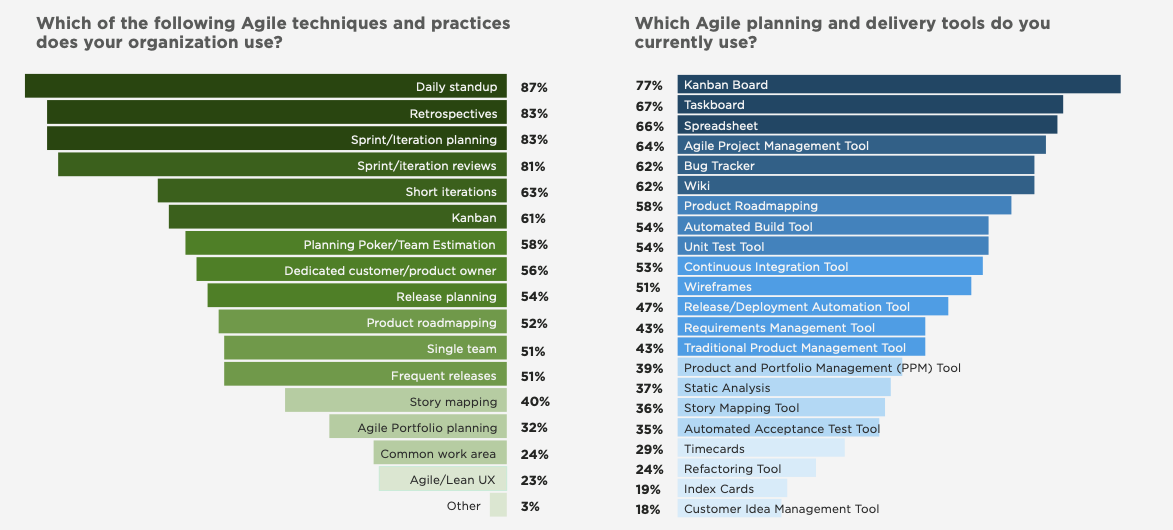 Which of the following Agile techniques and practices
does your organization use?
Daily standup 87%
Retrospectives 83%
Sprint/Iteration planning 83%
Sprint/iteration reviews 81%
Short iterations 63%
Kanban 61%
Planning Poker/Team Estimation 58%
Dedicated customer/product owner 56%
Release planning 54%
Product roadmapping 52%
Single team 51%
Frequent releases 51%
Story mapping 40%
Agile Portfolio planning 32%
Common work area 24%
Agile/Lean UX 23%
Other 3%
Which Agile planning and delivery tools do you
currently use?
77% Kanban Board
67% Taskboard
66% Spreadsheet
64% Agile Project Management Tool
62% Bug Tracker
62% Wiki
58% Product Roadmapping
54% Automated Build Tool
54% Unit Test Tool
53% Continuous Integration Tool
51% Wireframes
47% Release/Deployment Automation Tool
43% Requirements Management Tool
43% Traditional Product Management Tool
39% Product and Portfolio Management (PPM) Tool
37% Static Analysis
36% Story Mapping Tool
35% Automated Acceptance Test Tool
29% Timecards
24% Refactoring Tool
19% Index Cards
18% Customer Idea Management Tool